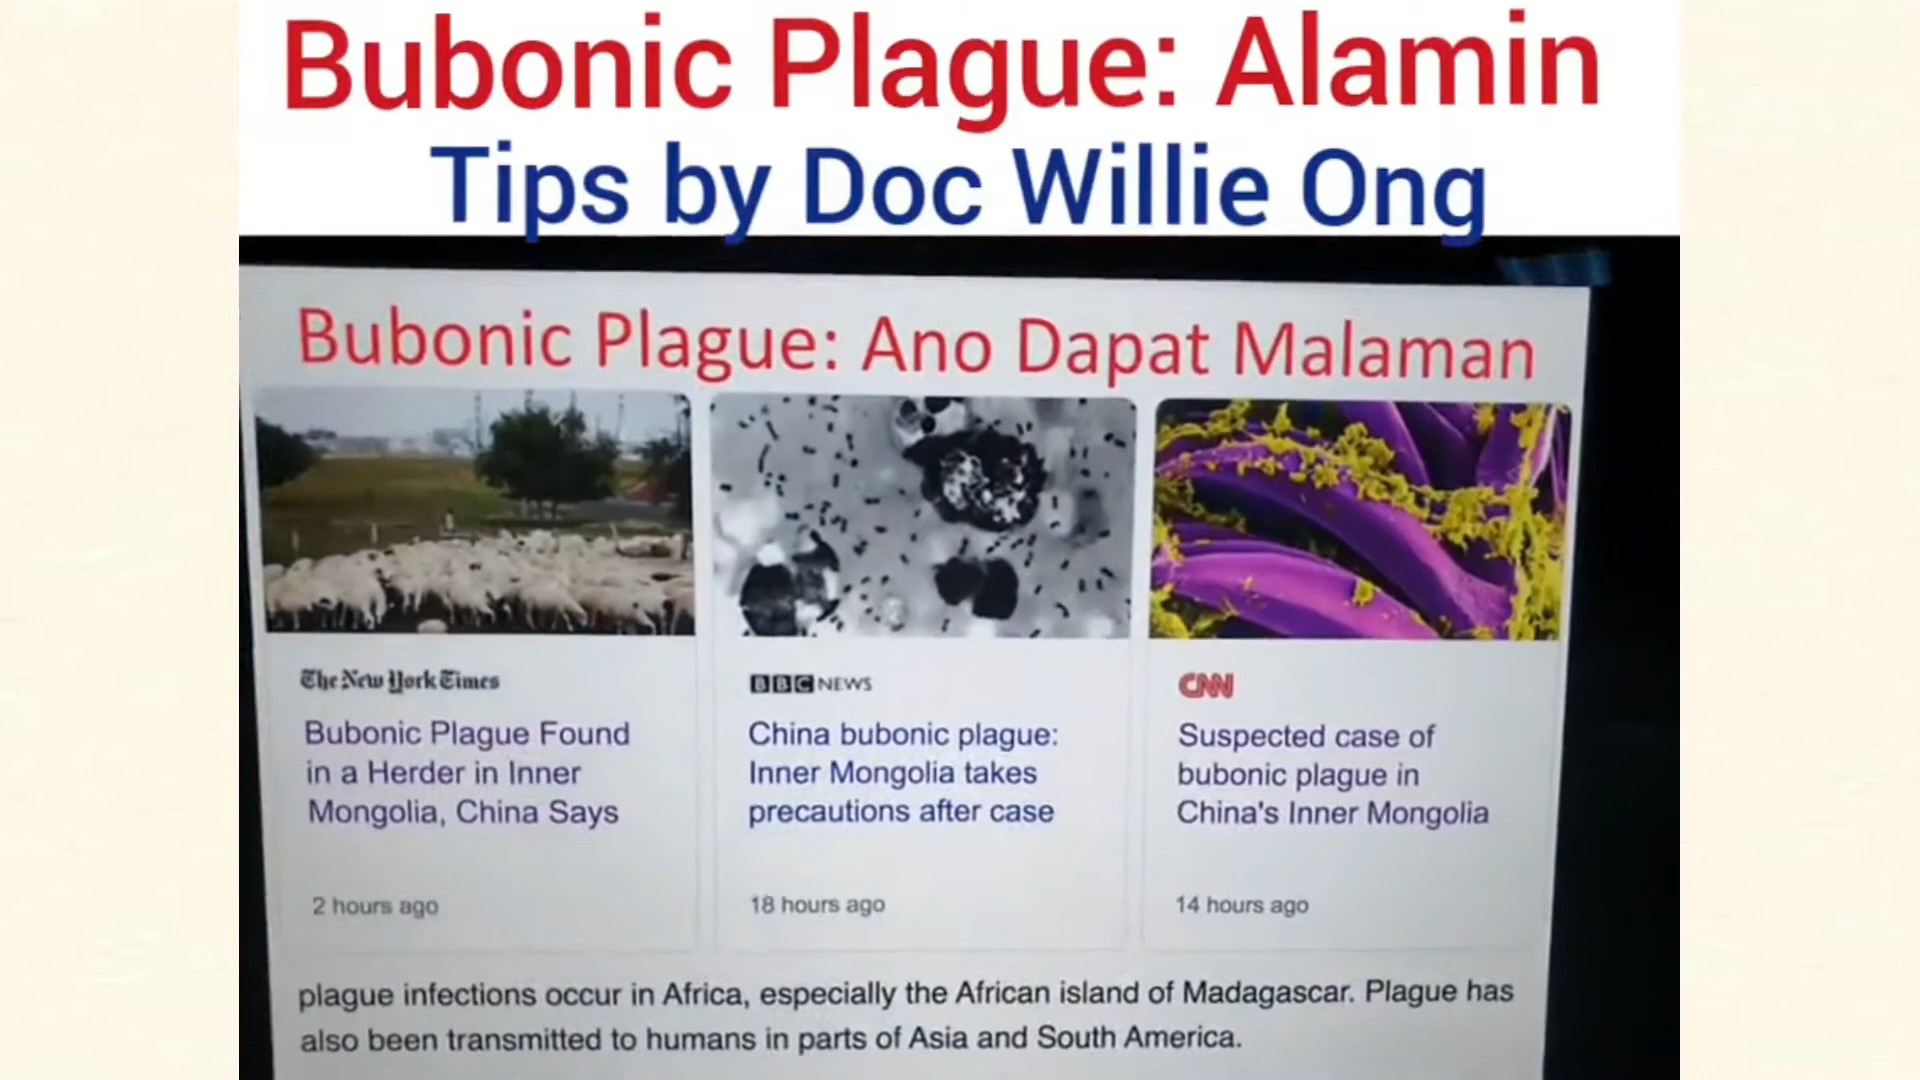 Bubonic Plague: Alamin
Tips by Doc Willie Ong
Bubonic Plague: Ano Dapat Malaman
The New York Times
Bubonic Plague Found
in a Herder in Inner
Mongolia, China Says
2 hours ago
BBC NEWS
China bubonic plague:
Inner Mongolia takes
precautions after case
18 hours ago
CNN
Suspected case of
bubonic plague in
China's Inner Mongolia
14 hours ago
plague infections occur in Africa, especially the African island of Madagascar. Plague has
also been transmitted to humans in parts of Asia and South America.